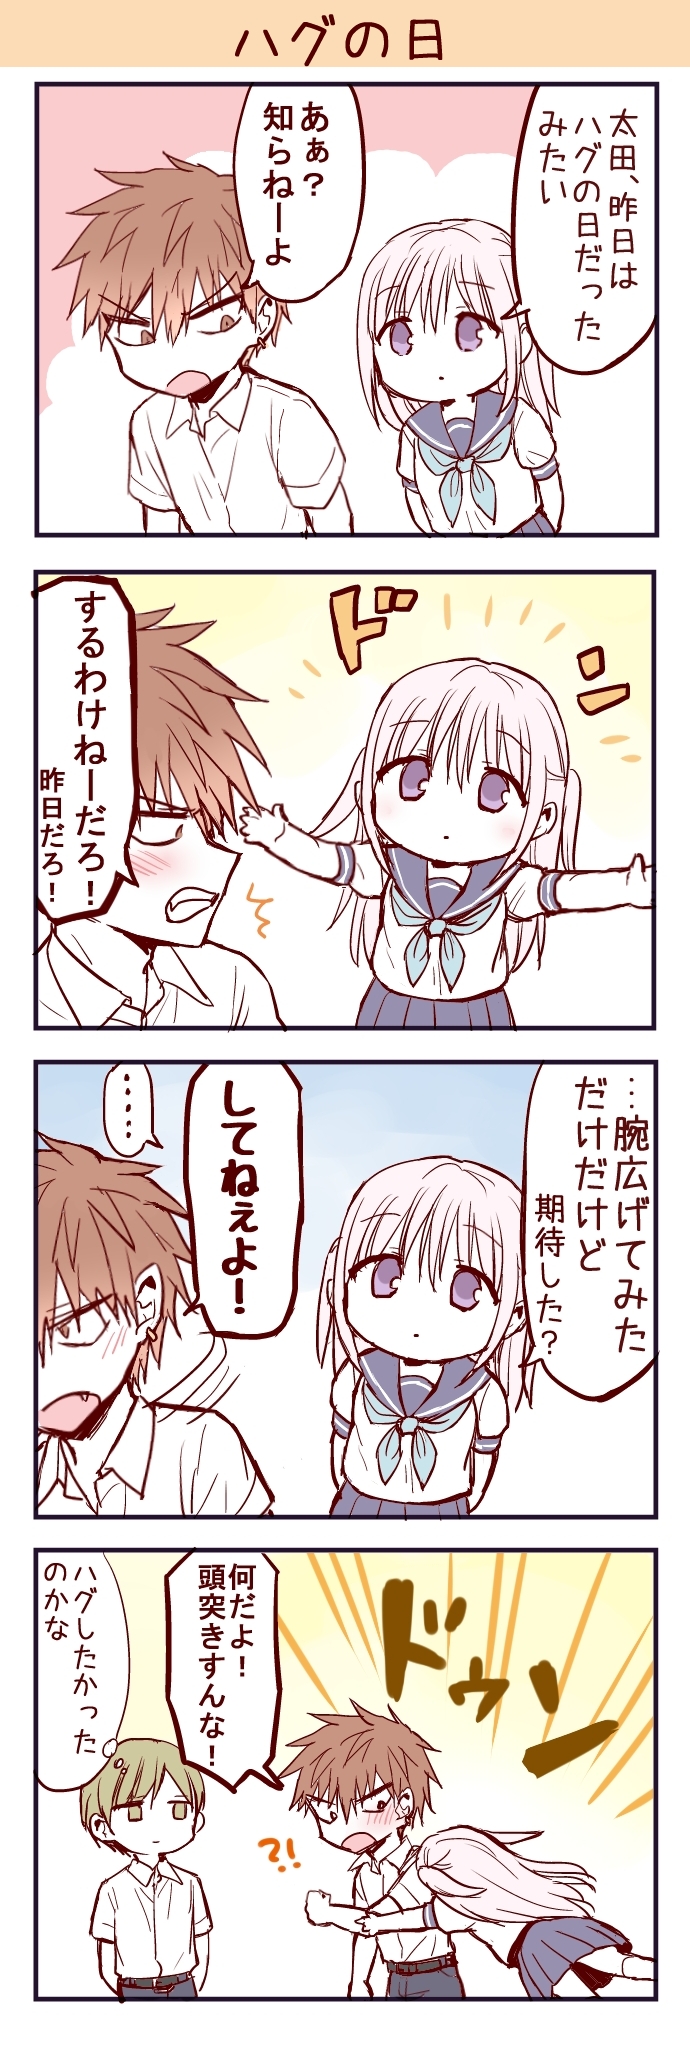 ハグの日
太田、昨日は
ハグの日だった
みたい
あぁ?
知らねーよ
ドン
するわけねーだろ!
昨日だろ!
…腕広げてみた
だけだけど
期待した?
してねぇよ!
……
ドゥン
何だよ!
頭突きすんな!
?!
ハグしたかった
のかな